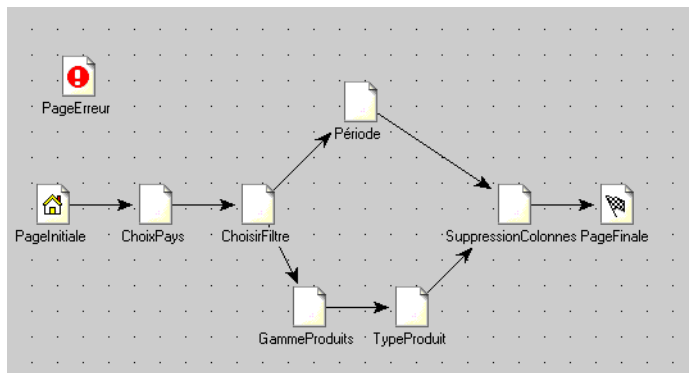 PageErreur
Période
PageInitiale ChoixPays ChoisirFiltre SuppressionColonnes PageFinale
GammeProduits TypeProduit